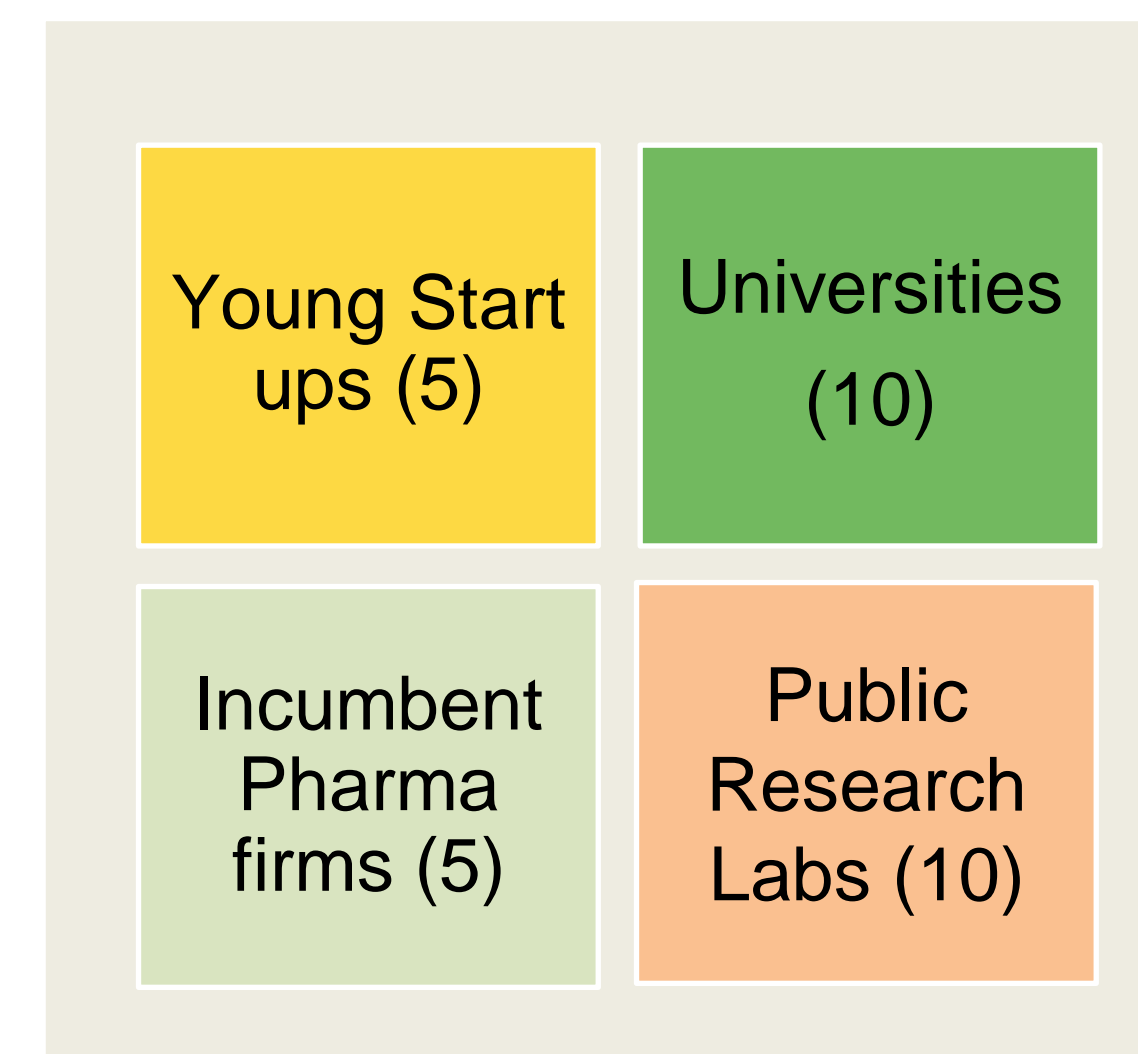 Young Start
ups (5)
Universities
(10)
Incumbent
Pharma
firms (5)
Public
Research
Labs (10)